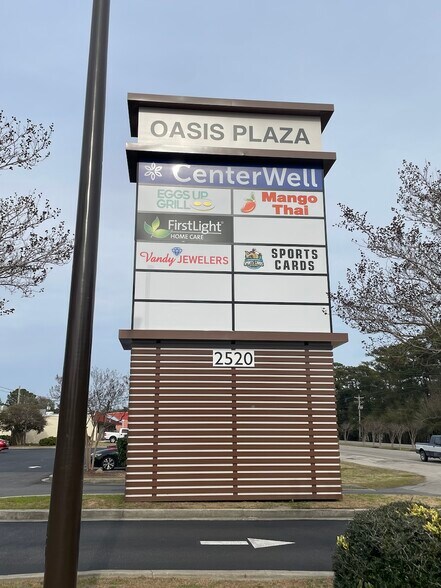 OASIS PLAZA
CenterWell
EGGS UP
GRILL
Mango
Thai
FirstLight
HOME CARE
Vandy JEWELERS
SPORTS
CARDS
2520